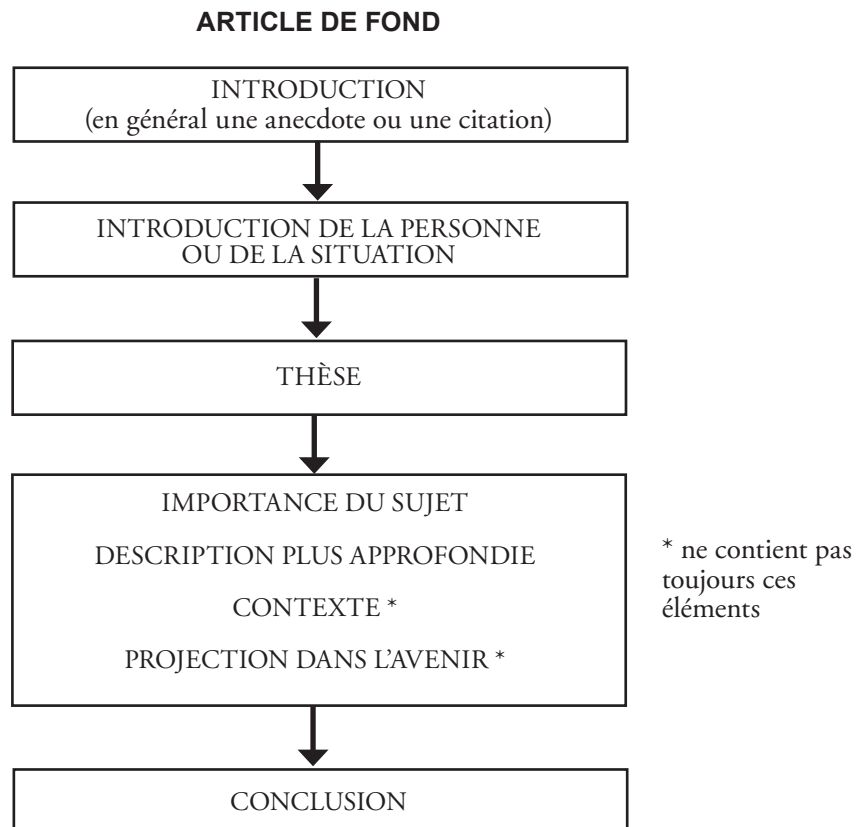 ARTICLE DE FOND
INTRODUCTION
(en général une anecdote ou une citation)
INTRODUCTION DE LA PERSONNE
OU DE LA SITUATION
THÈSE
IMPORTANCE DU SUJET
DESCRIPTION PLUS APPROFONDIE
CONTEXTE *
PROJECTION DANS L'AVENIR *
* ne contient pas
toujours ces
éléments
CONCLUSION